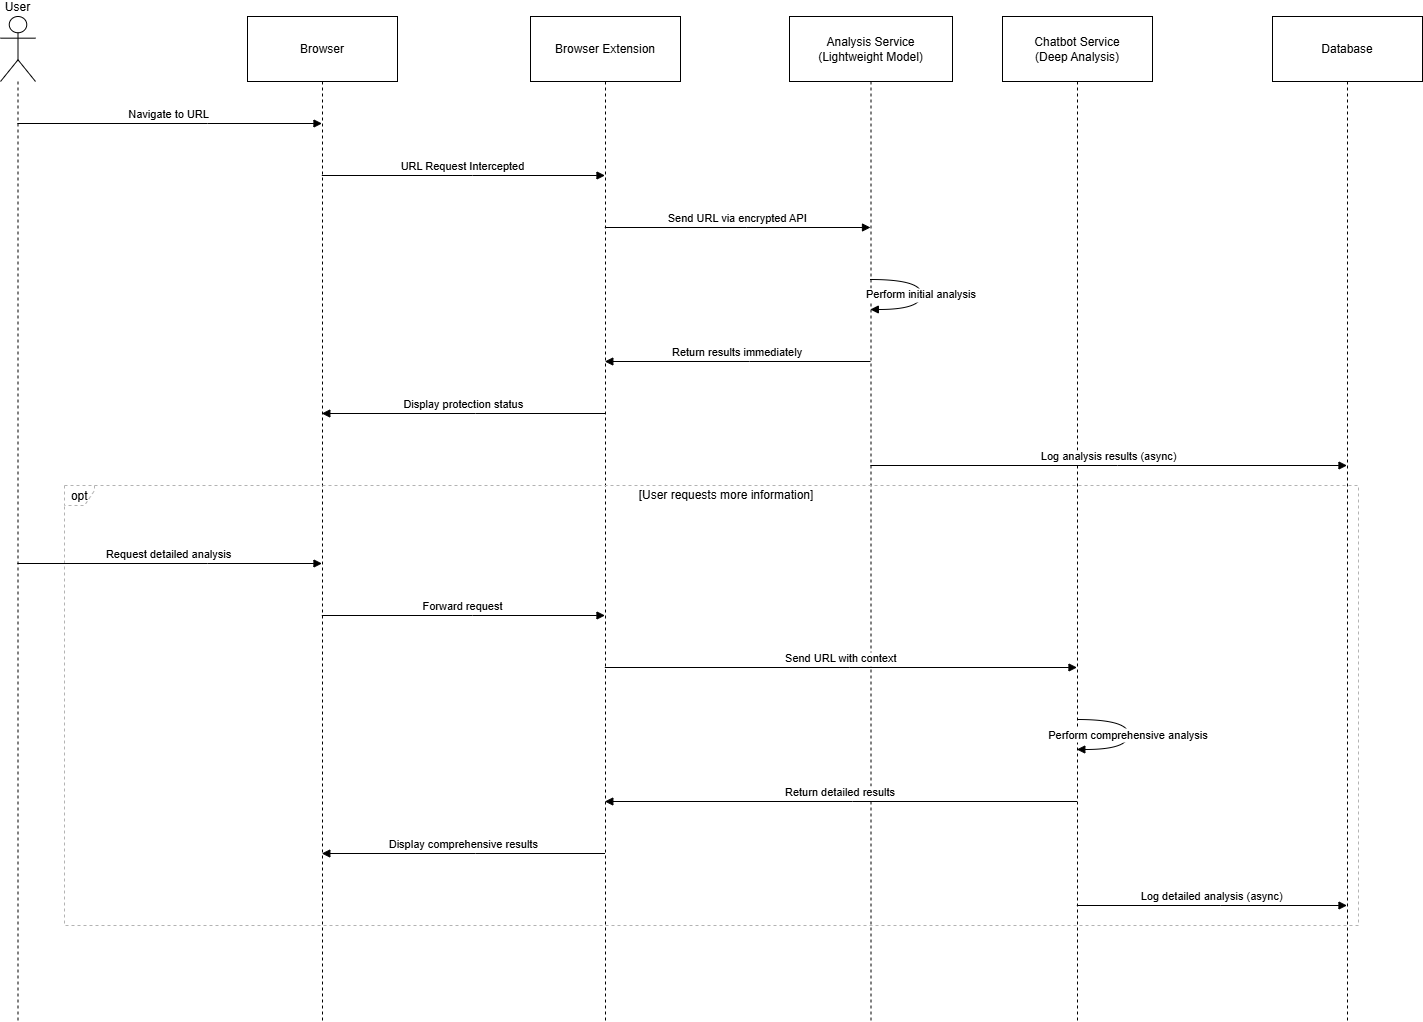 User
Browser
Browser Extension
Analysis Service
(Lightweight Model)
Chatbot Service
(Deep Analysis)
Database
Navigate to URL
URL Request Intercepted
Send URL via encrypted API
Perform initial analysis
Return results immediately
Display protection status
Log analysis results (async)
opt
[User requests more information]
Request detailed analysis
Forward request
Send URL with context
Perform comprehensive analysis
Return detailed results
Display comprehensive results
Log detailed analysis (async)